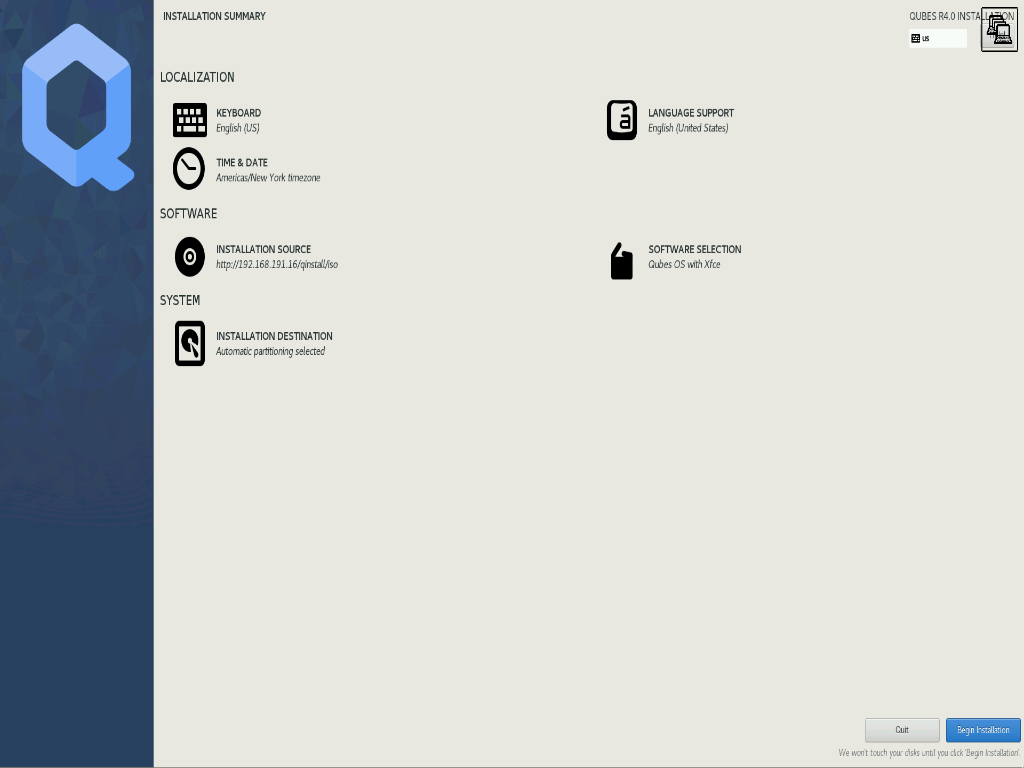 INSTALLATION SUMMARY
QUBES R4.0 INSTALLATION
us
LOCALIZATION
KEYBOARD
English (US)
LANGUAGE SUPPORT
English (United States)
TIME & DATE
Americas/New York timezone
SOFTWARE
INSTALLATION SOURCE
http://192.168.191.16/qinstall/iso
SOFTWARE SELECTION
Qubes OS with Xfce
SYSTEM
INSTALLATION DESTINATION
Automatic partitioning selected
Quit
Begin Installation
We won't touch your disks until you click 'Begin Installation'.